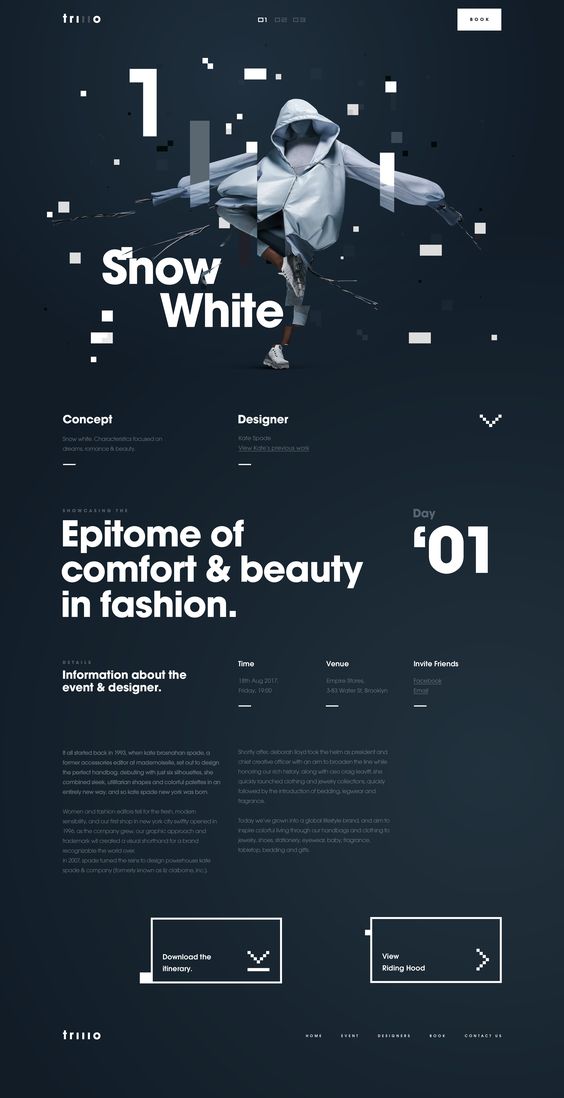 trillo
01 02 03
BOOK
1
Snow
White
Concept
Snow white. Characteristics focused on
dreams, romance & beauty.
Designer
Kate Spade
View Kate's previous work
SHOWCASING THE
Epitome of
comfort & beauty
in fashion.
Day
‘01
DETAILS
Information about the
event & designer.
Time
18th Aug 2017,
Friday, 19:00
Venue
Empire Stores,
3-83 Water St, Brooklyn
Invite Friends
Facebook
Email
It all started back in 1993, when kate brosnahan spade, a
former accessories editor at mademoiselle, set out to design
the perfect handbag. debuting with just six silhouettes, she
combined sleek, utilitarian shapes and colorful palettes in an
entirely new way, and so kate spade new york was born.
Women and fashion editors fell for the fresh, modern
sensibility, and our first shop in new york city swiftly opened in
1996. as the company grew, our graphic approach and
trademark wit created a visual shorthand for a brand
recognizable the world over.
In 2007, spade turned the reins to design powerhouse kate
spade & company (formerly known as liz claiborne, inc.).
Shortly after, deborah lloyd took the helm as president and
chief creative officer with an aim to broaden the line while
honoring our rich history. along with ceo craig leavitt, she
quickly launched clothing and jewelry collections, quickly
followed by the introduction of bedding, legwear and
fragrance.
Today we've grown into a global lifestyle brand, and aim to
inspire colorful living through our handbags and clothing to
jewelry, shoes, stationery, eyewear, baby, fragrance,
tabletop, bedding and gifts.
Download the
itinerary.
View
Riding Hood
trillo
HOME EVENT DESIGNERS BOOK CONTACT US